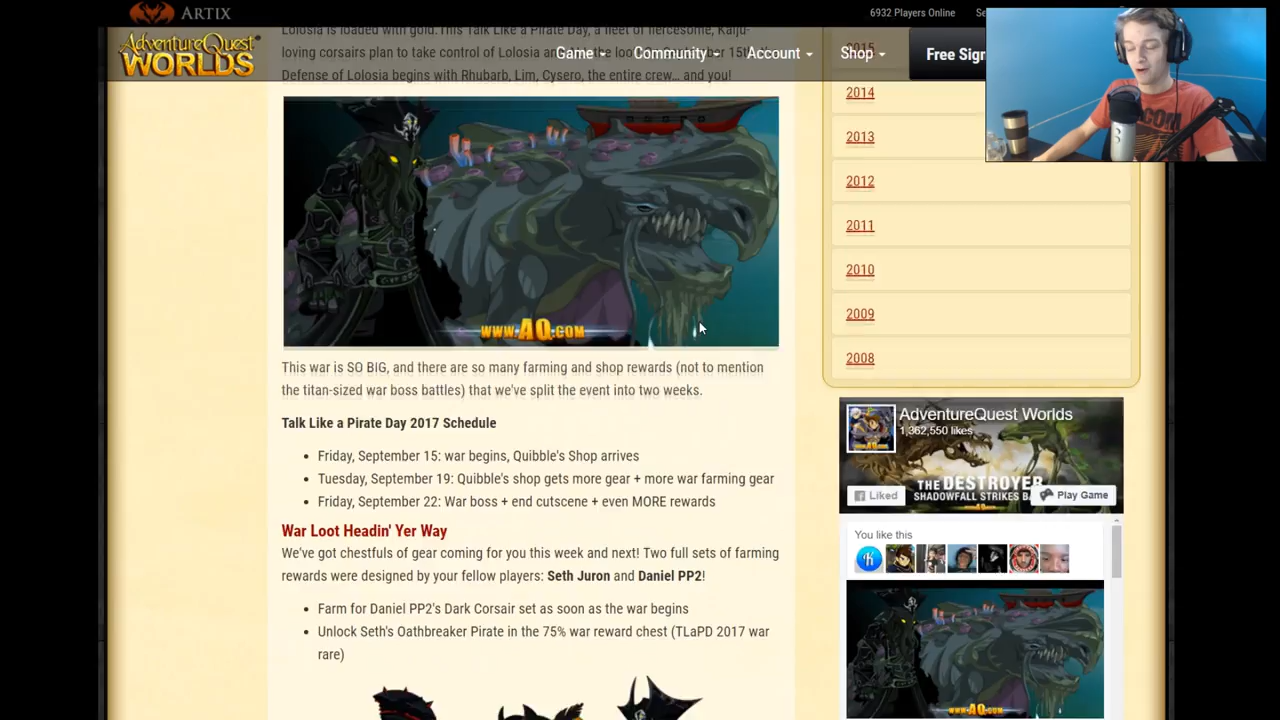 ARTIX
6932 Players Online
AdventureQuest
WORLDS
Game
Community
Account
Shop
Free Sign
Lolosia is loaded with gold. This Talk Like a Pirate Day, a fleet of fiercesome, Kaiju-
loving corsairs plan to take control of Lolosia and
Defense of Lolosia begins with Rhubarb, Lim, Cysero, the entire crew... and you!
WWW.AQ.COM
This war is SO BIG, and there are so many farming and shop rewards (not to mention
the titan-sized war boss battles) that we've split the event into two weeks.
Talk Like a Pirate Day 2017 Schedule
• Friday, September 15: war begins, Quibble's Shop arrives
• Tuesday, September 19: Quibble's shop gets more gear + more war farming gear
• Friday, September 22: War boss + end cutscene + even MORE rewards
War Loot Headin' Yer Way
We've got chestfuls of gear coming for you this week and next! Two full sets of farming
rewards were designed by your fellow players: Seth Juron and Daniel PP2!
• Farm for Daniel PP2's Dark Corsair set as soon as the war begins
• Unlock Seth's Oathbreaker Pirate in the 75% war reward chest (TLaPD 2017 war
rare)
2015
2014
2013
2012
2011
2010
2009
2008
AdventureQuest Worlds
1,362,550 likes
THE DESTROYER
SHADOWFALL STRIKES BA
Liked
Play Game
You like this
WWW.AQ.COM